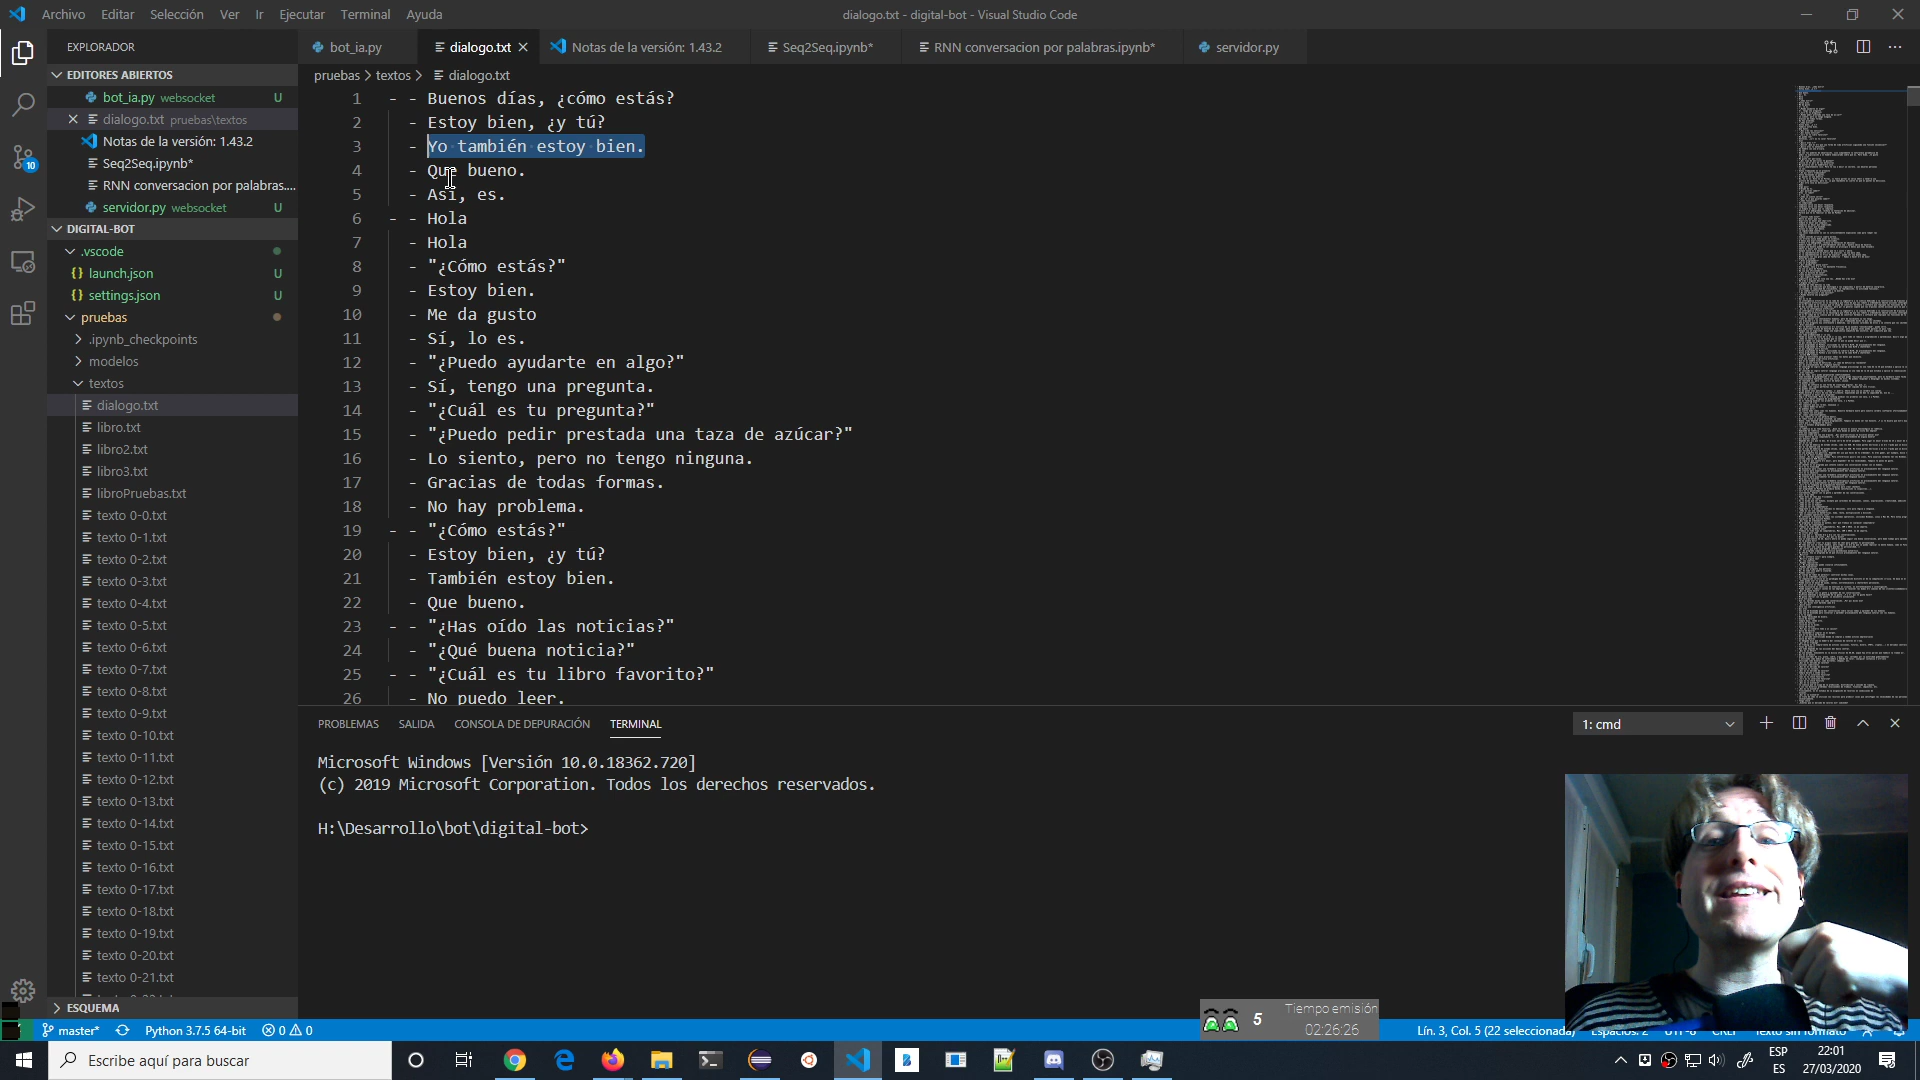 Archivo Editar Selección Ver Ir Ejecutar Terminal Ayuda
dialogo.txt - digital-bot - Visual Studio Code
EXPLORADOR
bot_ia.py
dialogo.txt
Notas de la versión: 1.43.2
Seq2Seq.ipynb*
RNN conversacion por palabras.ipynb*
servidor.py
EDITORES ABIERTOS
bot_ia.py websocket U
dialogo.txt pruebas\textos
Notas de la versión: 1.43.2
Seq2Seq.ipynb*
RNN conversacion por palabras....
servidor.py websocket U
10
DIGITAL-BOT
.vscode
launch.json U
settings.json U
pruebas
.ipynb_checkpoints
modelos
textos
dialogo.txt
libro.txt
libro2.txt
libro3.txt
libroPruebas.txt
texto 0-0.txt
texto 0-1.txt
texto 0-2.txt
texto 0-3.txt
texto 0-4.txt
texto 0-5.txt
texto 0-6.txt
texto 0-7.txt
texto 0-8.txt
texto 0-9.txt
texto 0-10.txt
texto 0-11.txt
texto 0-12.txt
texto 0-13.txt
texto 0-14.txt
texto 0-15.txt
texto 0-16.txt
texto 0-17.txt
texto 0-18.txt
texto 0-19.txt
texto 0-20.txt
texto 0-21.txt
ESQUEMA
pruebas > textos > dialogo.txt
1 - - Buenos días, ¿cómo estás?
2 - Estoy bien, ¿y tú?
3 - Yo también estoy bien.
4 - Que bueno.
5 - Así, es.
6 - - Hola
7 - Hola
8 - "¿Cómo estás?"
9 - Estoy bien.
10 - Me da gusto
11 - Sí, lo es.
12 - "¿Puedo ayudarte en algo?"
13 - Sí, tengo una pregunta.
14 - "¿Cuál es tu pregunta?"
15 - "¿Puedo pedir prestada una taza de azúcar?"
16 - Lo siento, pero no tengo ninguna.
17 - Gracias de todas formas.
18 - No hay problema.
19 - - "¿Cómo estás?"
20 - Estoy bien, ¿y tú?
21 - También estoy bien.
22 - Que bueno.
23 - - "¿Has oído las noticias?"
24 - "¿Qué buena noticia?"
25 - - "¿Cuál es tu libro favorito?"
26 - No puedo leer.
PROBLEMAS SALIDA CONSOLA DE DEPURACIÓN TERMINAL
1: cmd
Microsoft Windows [Versión 10.0.18362.720]
(c) 2019 Microsoft Corporation. Todos los derechos reservados.
H:\Desarrollo\bot\digital-bot>
5
Tiempo emisión
02:26:26
master* Python 3.7.5 64-bit 0 0
Lín. 3, Col. 5 (22 seleccionada)
Escribe aquí para buscar
ESP
ES
22:01
27/03/2020